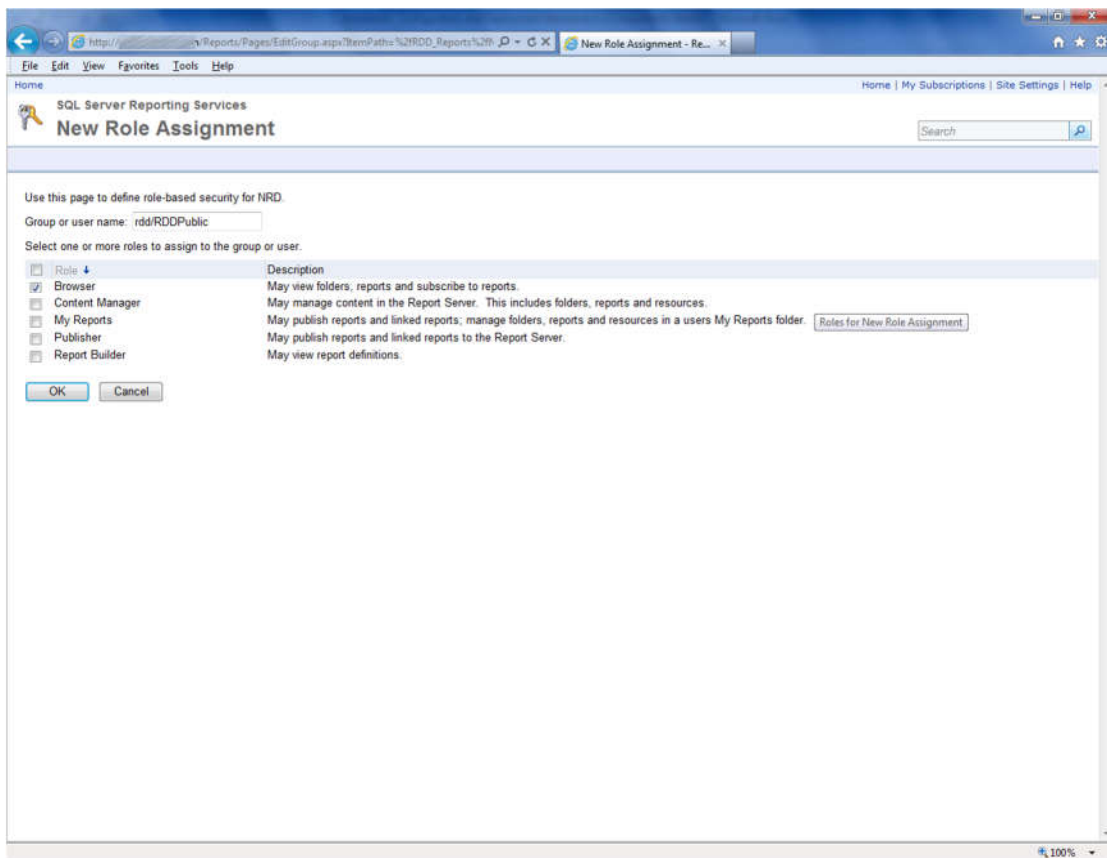 http://
/Reports/Pages/EditGroup.aspx?ItemPath=%2fRDD_Reports%2f
New Role Assignment - Re...
File Edit View Favorites Tools Help
Home
Home | My Subscriptions | Site Settings | Help
SQL Server Reporting Services
New Role Assignment
Search
Use this page to define role-based security for NRD.
Group or user name: rdd/RDDPublic
Select one or more roles to assign to the group or user.
Role Description
Browser May view folders, reports and subscribe to reports.
Content Manager May manage content in the Report Server. This includes folders, reports and resources.
My Reports May publish reports and linked reports; manage folders, reports and resources in a users My Reports folder. Roles for New Role Assignment
Publisher May publish reports and linked reports to the Report Server.
Report Builder May view report definitions.
OK Cancel
100%